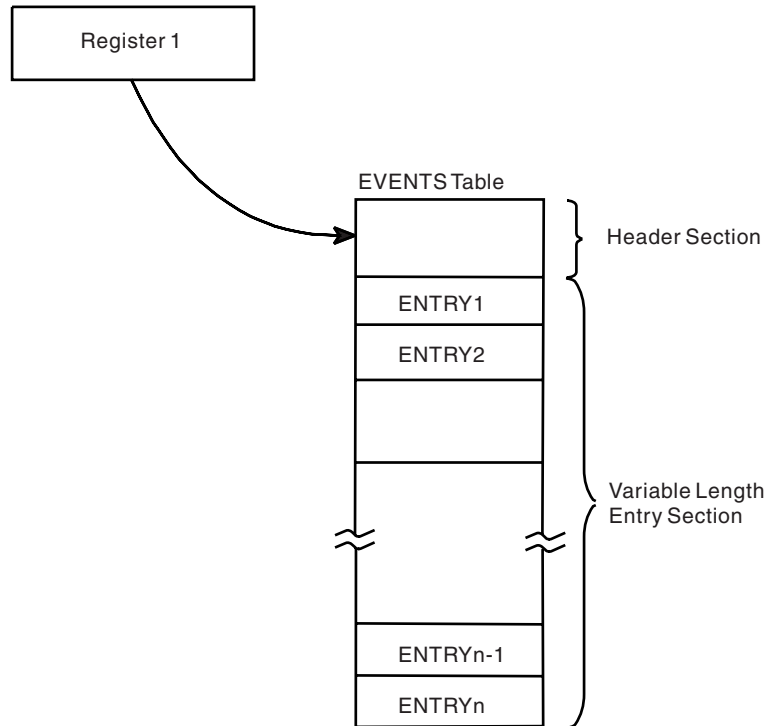 Register 1
EVENTS Table
Header Section
ENTRY1
ENTRY2
Variable Length
Entry Section
ENTRYn-1
ENTRYn